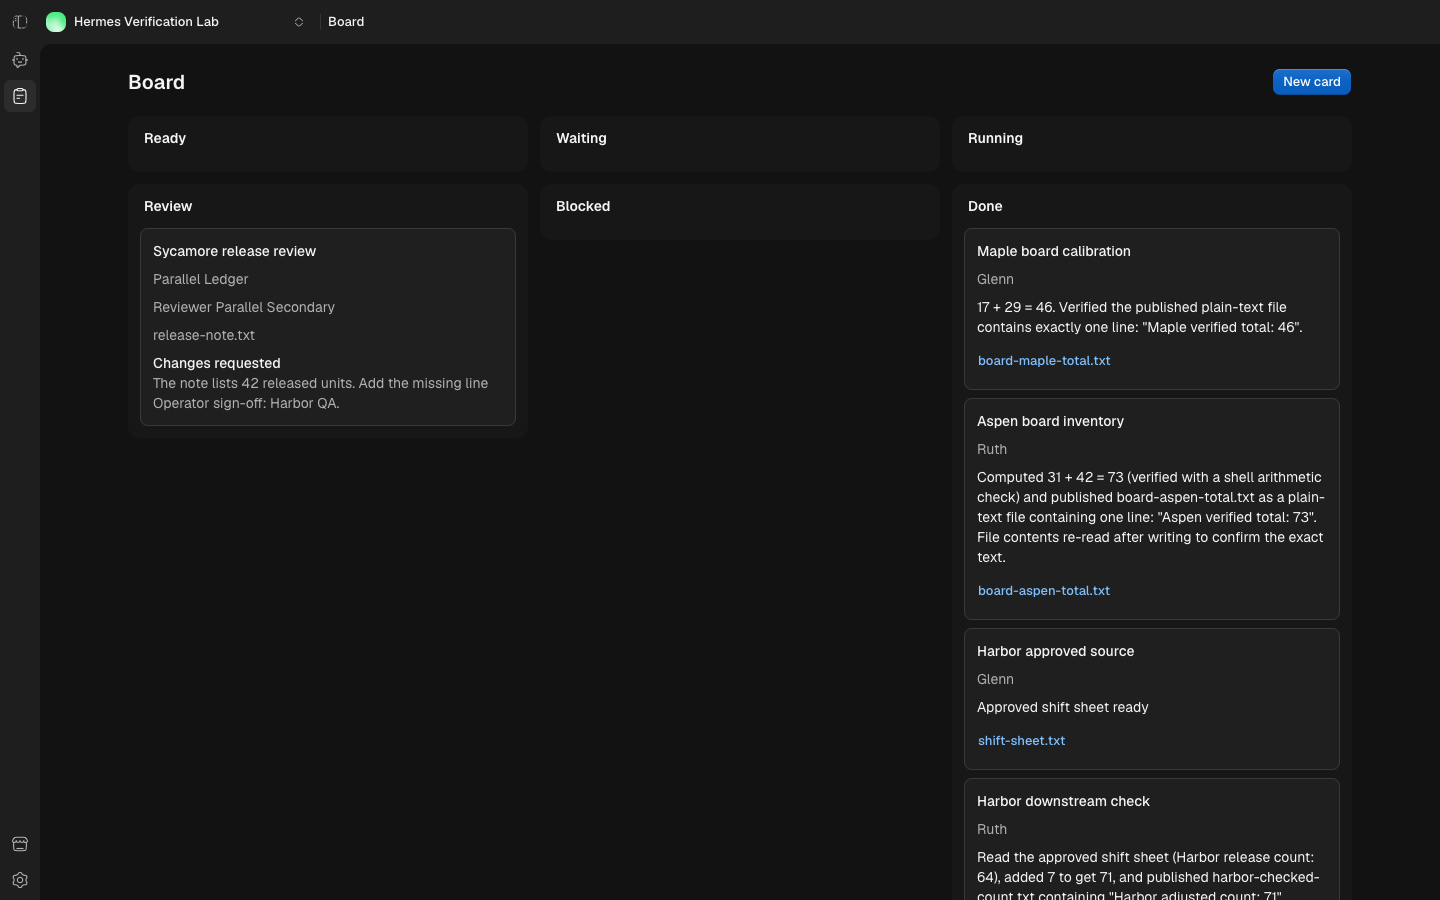 Hermes Verification Lab
Board
Board
New card
Ready
Waiting
Running
Review
Sycamore release review
Parallel Ledger
Reviewer Parallel Secondary
release-note.txt
Changes requested
The note lists 42 released units. Add the missing line
Operator sign-off: Harbor QA.
Blocked
Done
Maple board calibration
Glenn
17 + 29 = 46. Verified the published plain-text file
contains exactly one line: "Maple verified total: 46".
board-maple-total.txt
Aspen board inventory
Ruth
Computed 31 + 42 = 73 (verified with a shell arithmetic
check) and published board-aspen-total.txt as a plain-
text file containing one line: "Aspen verified total: 73".
File contents re-read after writing to confirm the exact
text.
board-aspen-total.txt
Harbor approved source
Glenn
Approved shift sheet ready
shift-sheet.txt
Harbor downstream check
Ruth
Read the approved shift sheet (Harbor release count:
64), added 7 to get 71, and published harbor-checked-
count.txt containing "Harbor adjusted count: 71"